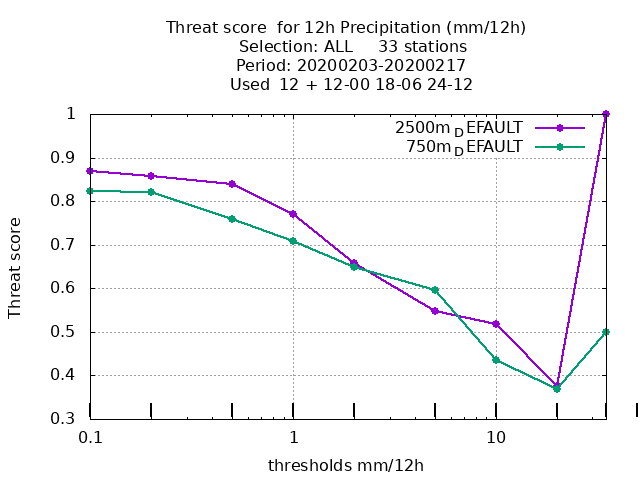 Threat score  for 12h Precipitation (mm/12h)
Selection: ALL     33 stations
Period: 20200203-20200217
Used  12 + 12-00 18-06 24-12
2500m_DEFAULT
750m_DEFAULT
Threat score
1
0.9
0.8
0.7
0.6
0.5
0.4
0.3
0.1 1 10
thresholds mm/12h